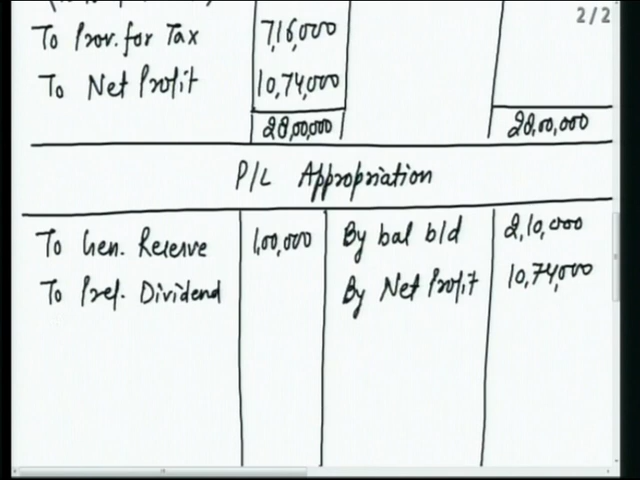 2/2
To Prov. for Tax 7,16,000
To Net Profit 10,74,000
28,00,000 28,00,000
P/L Appropriation
To Gen. Reserve 1,00,000 By bal b/d 2,10,000
To Pref. Dividend By Net Profit 10,74,000